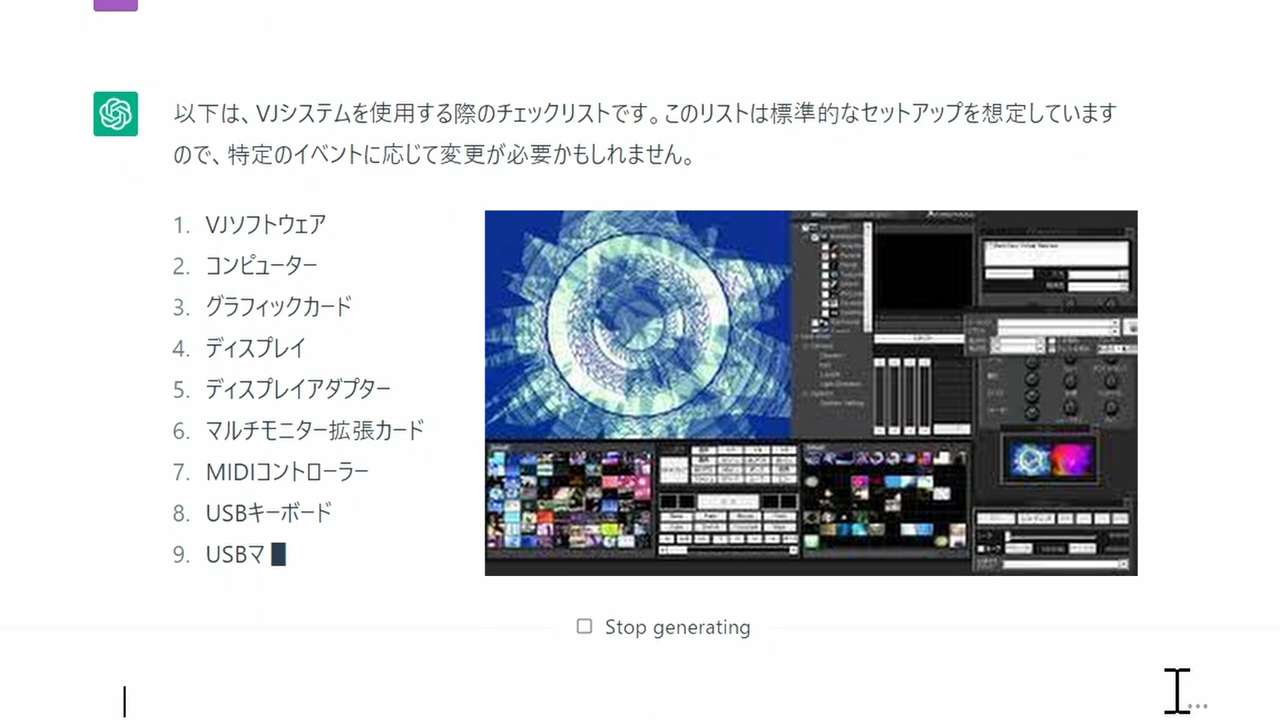 以下は、VJシステムを使用する際のチェックリストです。このリストは標準的なセットアップを想定しています
ので、特定のイベントに応じて変更が必要かもしれません。
1. VJソフトウェア
2. コンピューター
3. グラフィックカード
4. ディスプレイ
5. ディスプレイアダプター
6. マルチモニター拡張カード
7. MIDIコントローラー
8. USBキーボード
9. USBマ
Stop generating
...